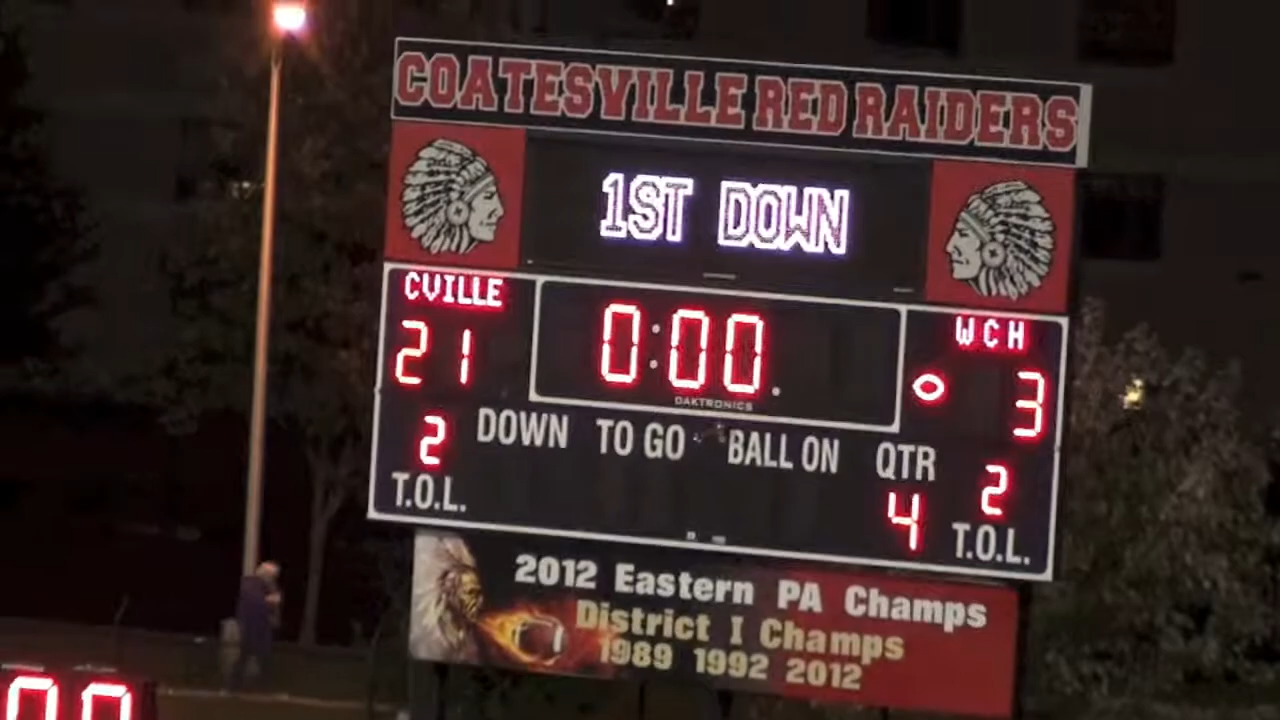 COATESVILLE RED RAIDERS
1ST DOWN
CVILLE
WCH
21
0:00
3
DAKTRONICS
2
DOWN
TO GO
BALL ON
QTR
2
T.O.L.
4
T.O.L.
2012 Eastern PA Champs
District I Champs
1989 1992 2012
00